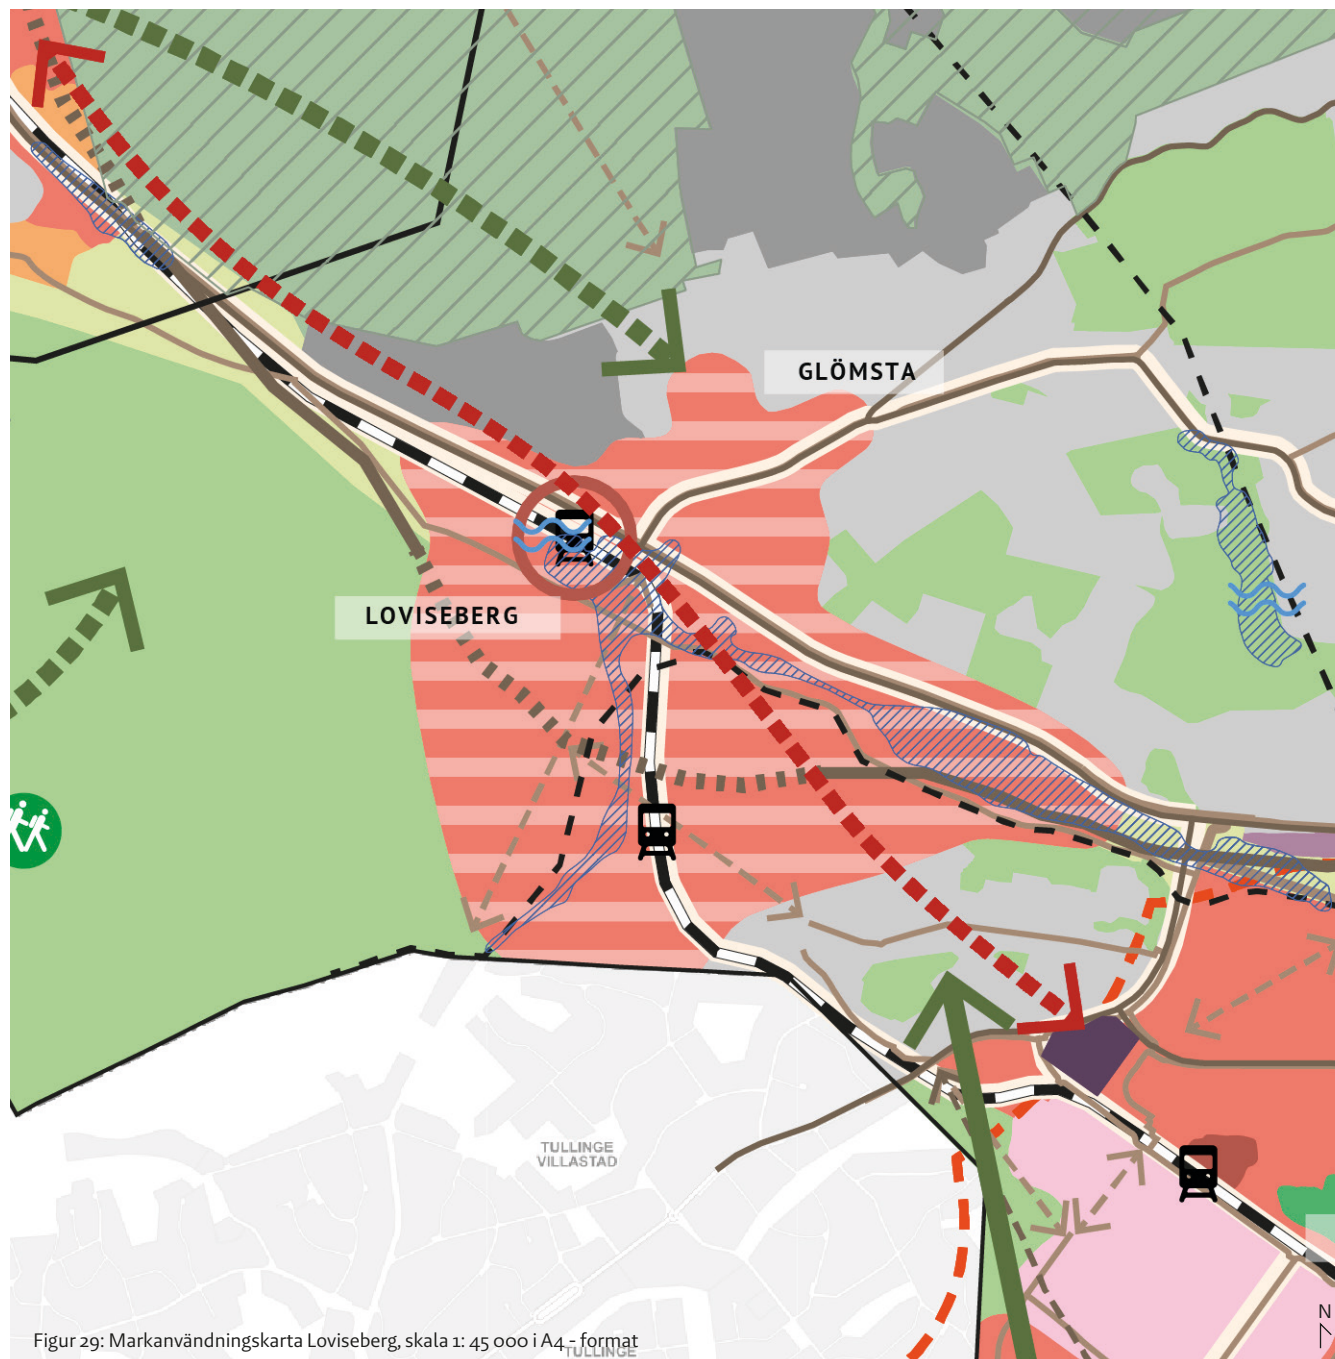 GLÖMSTA
LOVISEBERG
TULLINGE
VILLASTAD
N
Figur 29: Markanvändningskarta Loviseberg, skala 1: 45 000 i A4 - format
TULLINGE